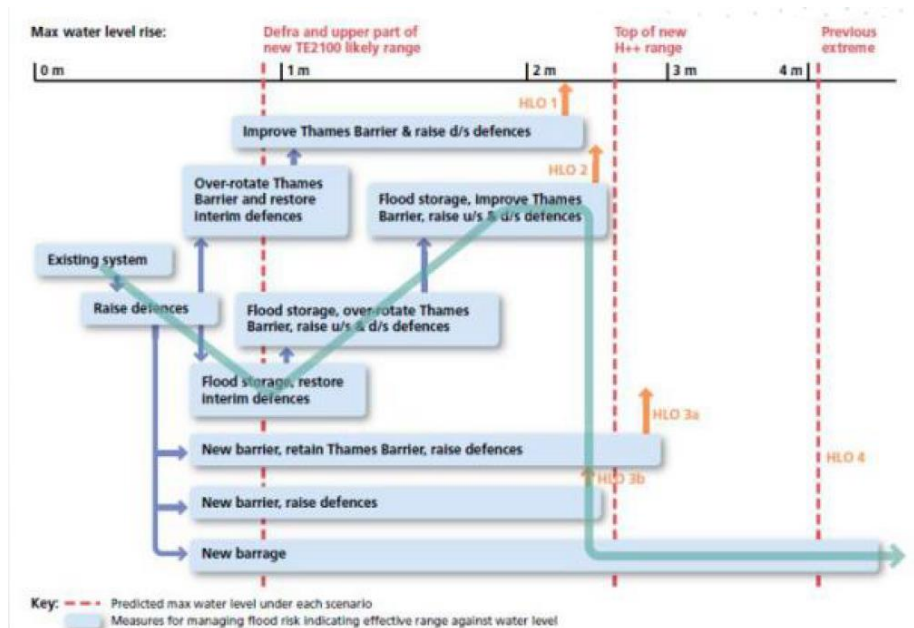 Max water level rise:
Defra and upper part of
new TE2100 likely range
Top of new
H++ range
Previous
extreme
0 m
1 m
2 m
3 m
4 m
HLO 1
Improve Thames Barrier & raise d/s defences
HLO 2
Over-rotate Thames
Barrier and restore
interim defences
Flood storage, improve Thames
Barrier, raise u/s & d/s defences
Existing system
Raise defences
Flood storage, over-rotate Thames
Barrier, raise u/s & d/s defences
Flood storage, restore
interim defences
HLO 3a
New barrier, retain Thames Barrier, raise defences
HLO 4
HLO 3b
New barrier, raise defences
New barrage
Key:
Predicted max water level under each scenario
Measures for managing flood risk indicating effective range against water level